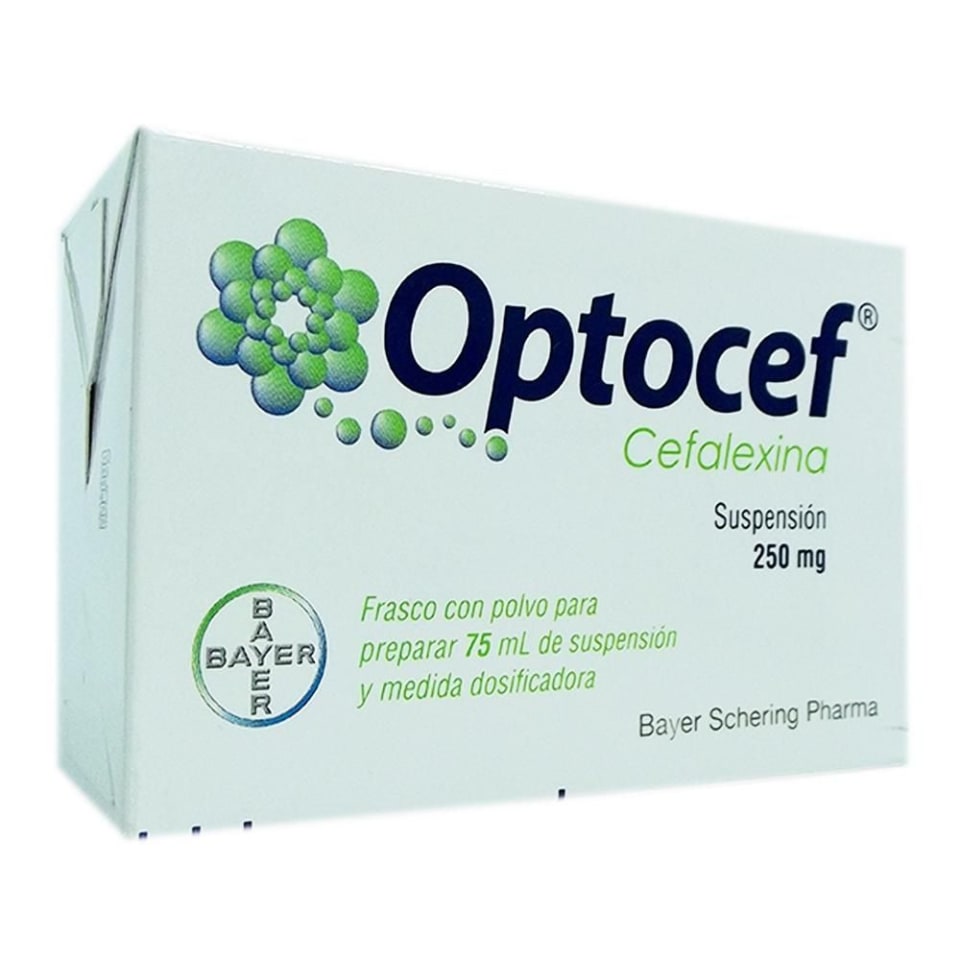 Optocef®
Cefalexina
Suspensión
250 mg
Frasco con polvo para
preparar 75 mL de suspensión
y medida dosificadora
BAYER
BAYER
Bayer Schering Pharma